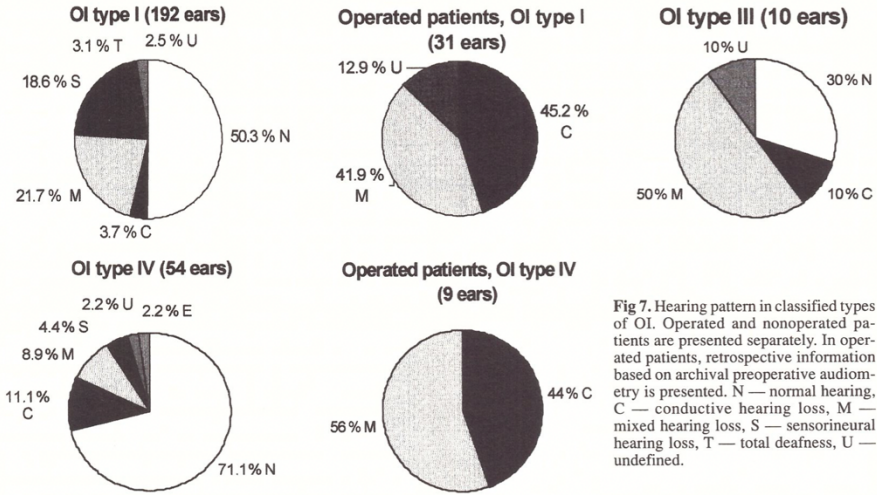 OI type I (192 ears)
3.1% T
2.5% U
18.6% S
50.3% N
21.7% M
3.7% C
Operated patients, OI type I
(31 ears)
12.9% U
45.2%
C
41.9%
M
OI type III (10 ears)
10% U
30% N
50% M
10% C
OI type IV (54 ears)
2.2% U
2.2% E
4.4% S
8.9% M
11.1%
C
71.1% N
Operated patients, OI type IV
(9 ears)
44% C
56% M
Fig 7. Hearing pattern in classified types
of OI. Operated and nonoperated pa-
tients are presented separately. In oper-
ated patients, retrospective information
based on archival preoperative audiom-
etry is presented. N — normal hearing,
C — conductive hearing loss, M —
mixed hearing loss, S — sensorineural
hearing loss, T — total deafness, U —
undefined.